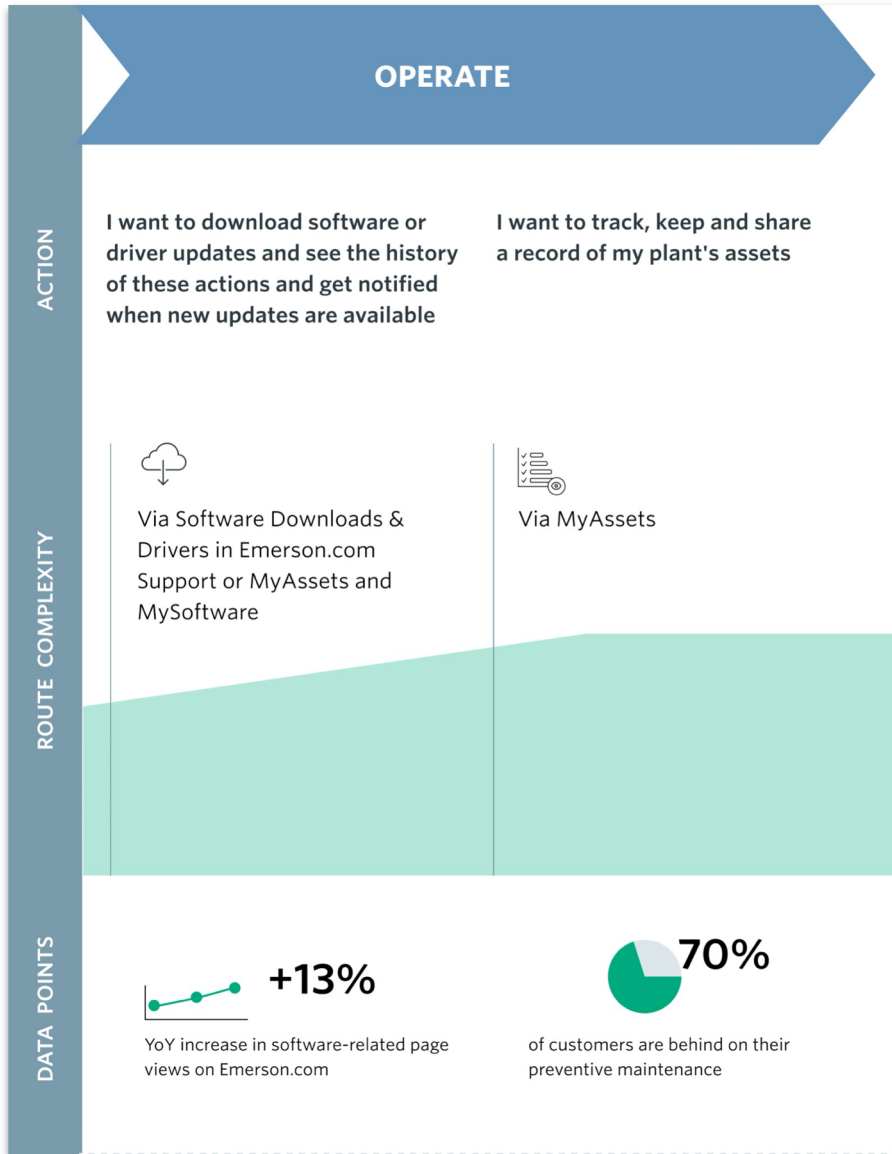 OPERATE
ACTION
I want to download software or
driver updates and see the history
of these actions and get notified
when new updates are available
I want to track, keep and share
a record of my plant's assets
ROUTE COMPLEXITY
Via Software Downloads &
Drivers in Emerson.com
Support or MyAssets and
MySoftware
Via MyAssets
DATA POINTS
+13%
YoY increase in software-related page
views on Emerson.com
70%
of customers are behind on their
preventive maintenance